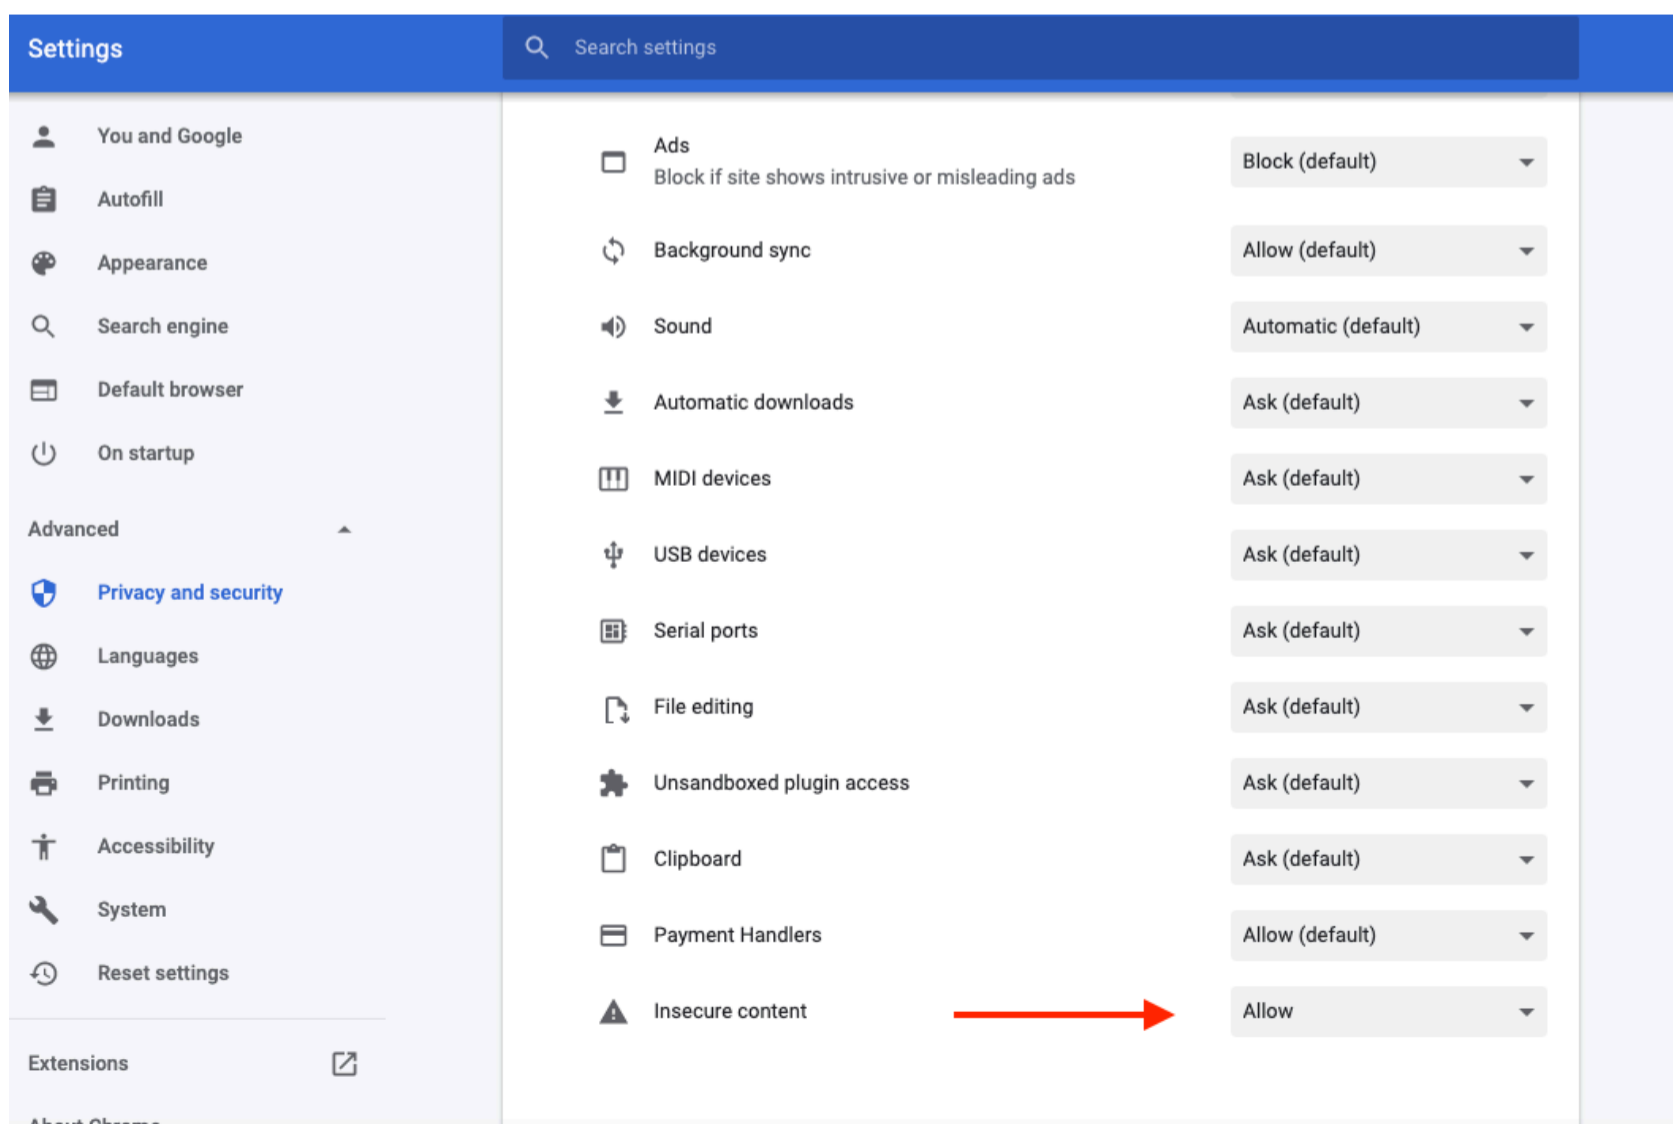 Settings
Search settings
You and Google
Autofill
Appearance
Search engine
Default browser
On startup
Advanced
Privacy and security
Languages
Downloads
Printing
Accessibility
System
Reset settings
Extensions
About Chrome
Ads
Block if site shows intrusive or misleading ads
Block (default)
Background sync
Allow (default)
Sound
Automatic (default)
Automatic downloads
Ask (default)
MIDI devices
Ask (default)
USB devices
Ask (default)
Serial ports
Ask (default)
File editing
Ask (default)
Unsandboxed plugin access
Ask (default)
Clipboard
Ask (default)
Payment Handlers
Allow (default)
Insecure content
Allow